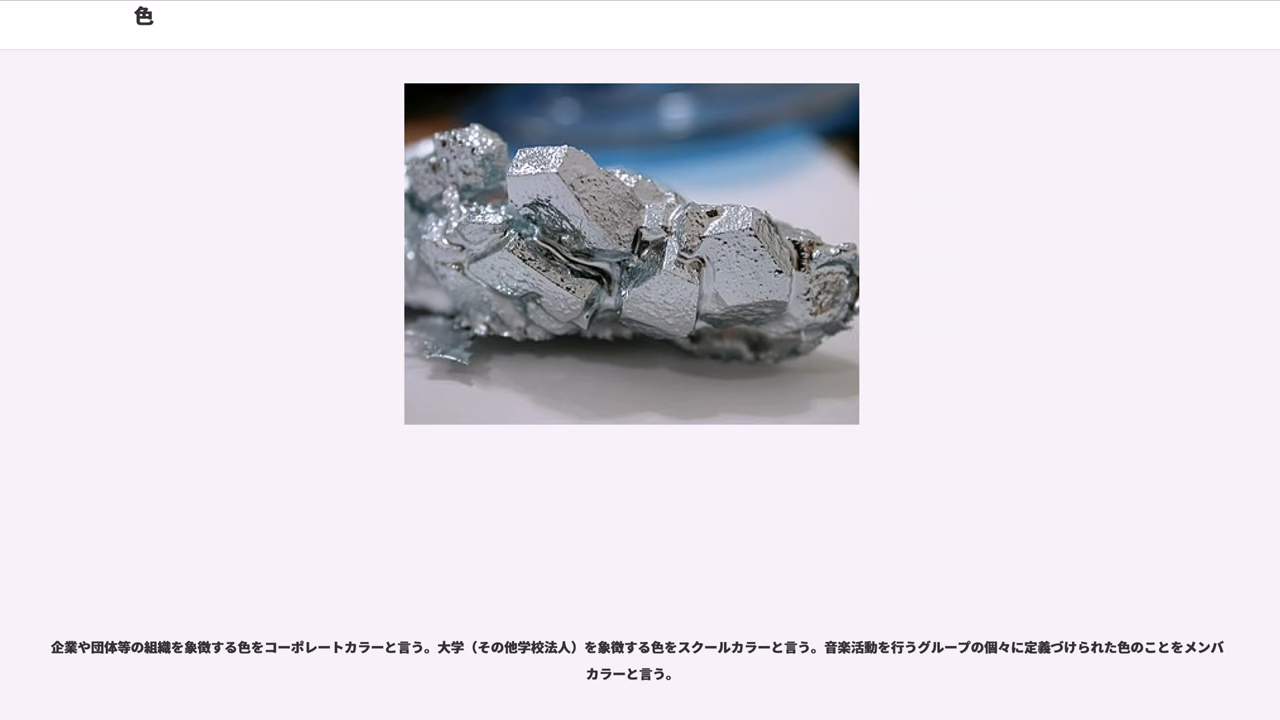 色
企業や団体等の組織を象徴する色をコーポレートカラーと言う。大学（その他学校法人）を象徴する色をスクールカラーと言う。音楽活動を行うグループの個々に定義づけられた色のことをメンバ
カラーと言う。